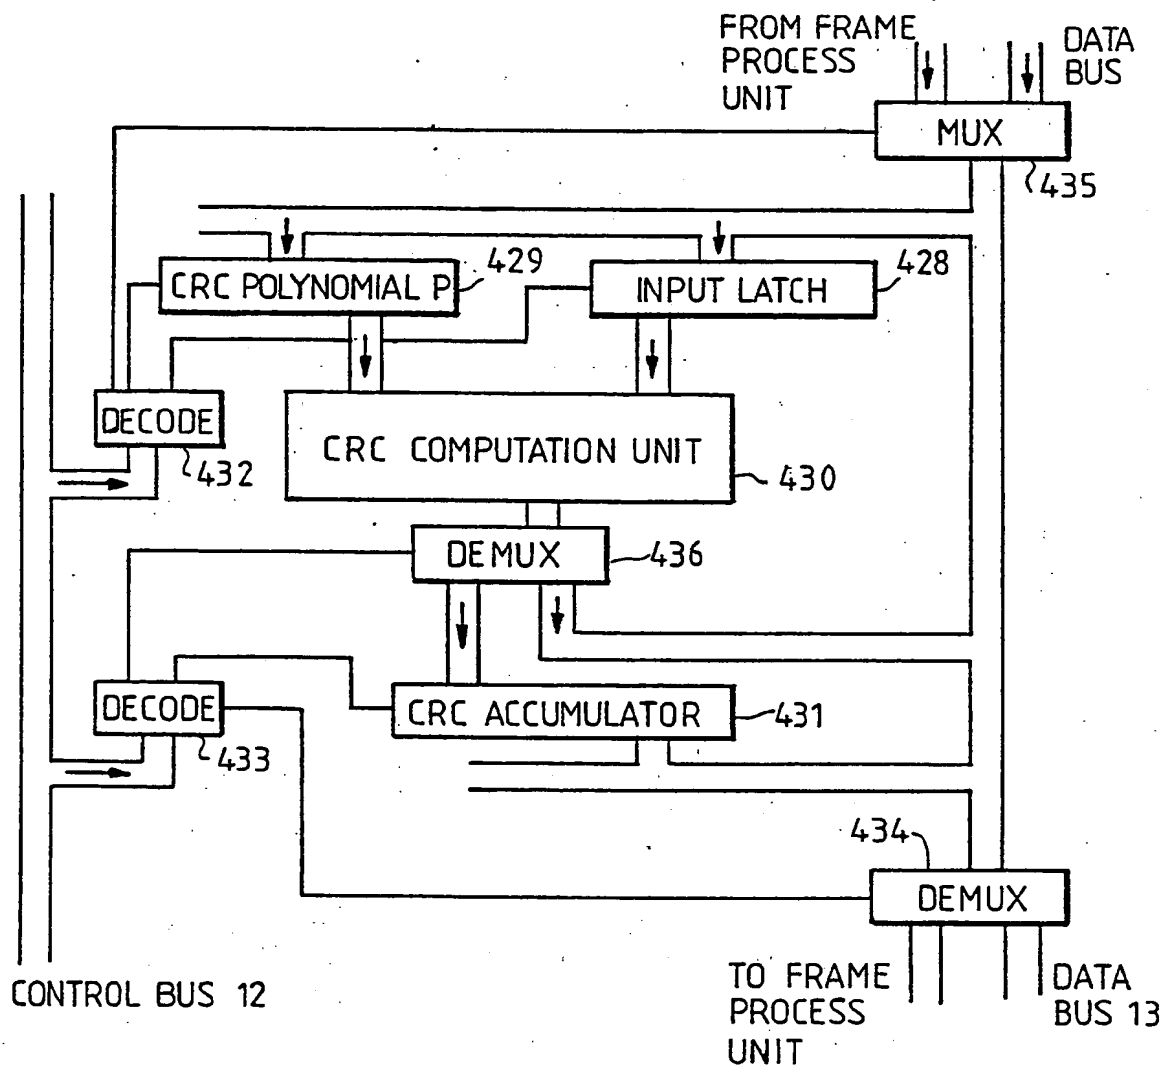 FROM FRAME
PROCESS
UNIT
DATA
BUS
MUX
435
CRC POLYNOMIAL P
429
INPUT LATCH
428
DECODE
432
CRC COMPUTATION UNIT
430
DEMUX
436
DECODE
433
CRC ACCUMULATOR
431
434
DEMUX
CONTROL BUS 12
TO FRAME
PROCESS
UNIT
DATA
BUS 13